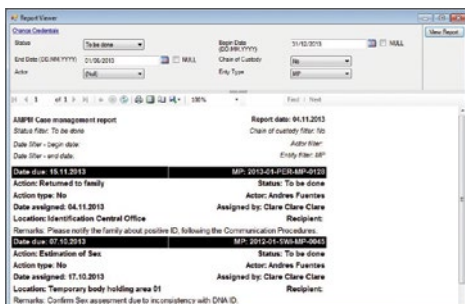 Report Viewer
Change Credentials
View Report
Status
To be done
Begin Date (DD.MM.YYYY)
31/12/2013
NULL
End Date (DD.MM.YYYY)
01/06/2013
NULL
Chain of Custody
No
Actor
(Null)
Entity Type
MP
1 of 1
100%
Find | Next
AM/PM Case management report
Report date: 04.11.2013
Status filter: To be done
Chain of custody filter: No
Date filter - begin date:
Actor filter:
Date filter - end date:
Entity filter: MP
Date due: 15.11.2013
MP: 2013-01-PER-MP-0128
Action: Returned to family
Status: To be done
Action type: No
Actor: Andres Fuentes
Date assigned: 04.11.2013
Assigned by: Clare Clare Clare
Location: Identification Central Office
Recipient:
Remarks: Please notify the family about positive ID, following the Communication Procedures.
Date due: 07.10.2013
MP: 2012-01-SWI-MP-0045
Action: Estimation of Sex
Status: To be done
Action type: No
Actor: Andres Fuentes
Date assigned: 17.10.2013
Assigned by: Clare Clare Clare
Location: Temporary body holding area 01
Recipient:
Remarks: Confirm Sex assesment due to inconsistency with DNA ID.